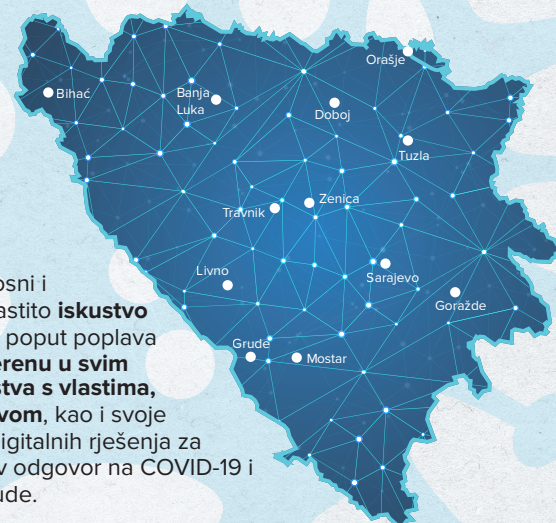 Orašje
Bihać
Banja
Luka
Doboj
Tuzla
Zenica
Travnik
Livno
Sarajevo
Goražde
Grude
Mostar
osni i
astito iskustvo
poput poplava
erenu u svim
stva s vlastima,
vom, kao i svoje
igitalnih rješenja za
v odgovor na COVID-19 i
ude.